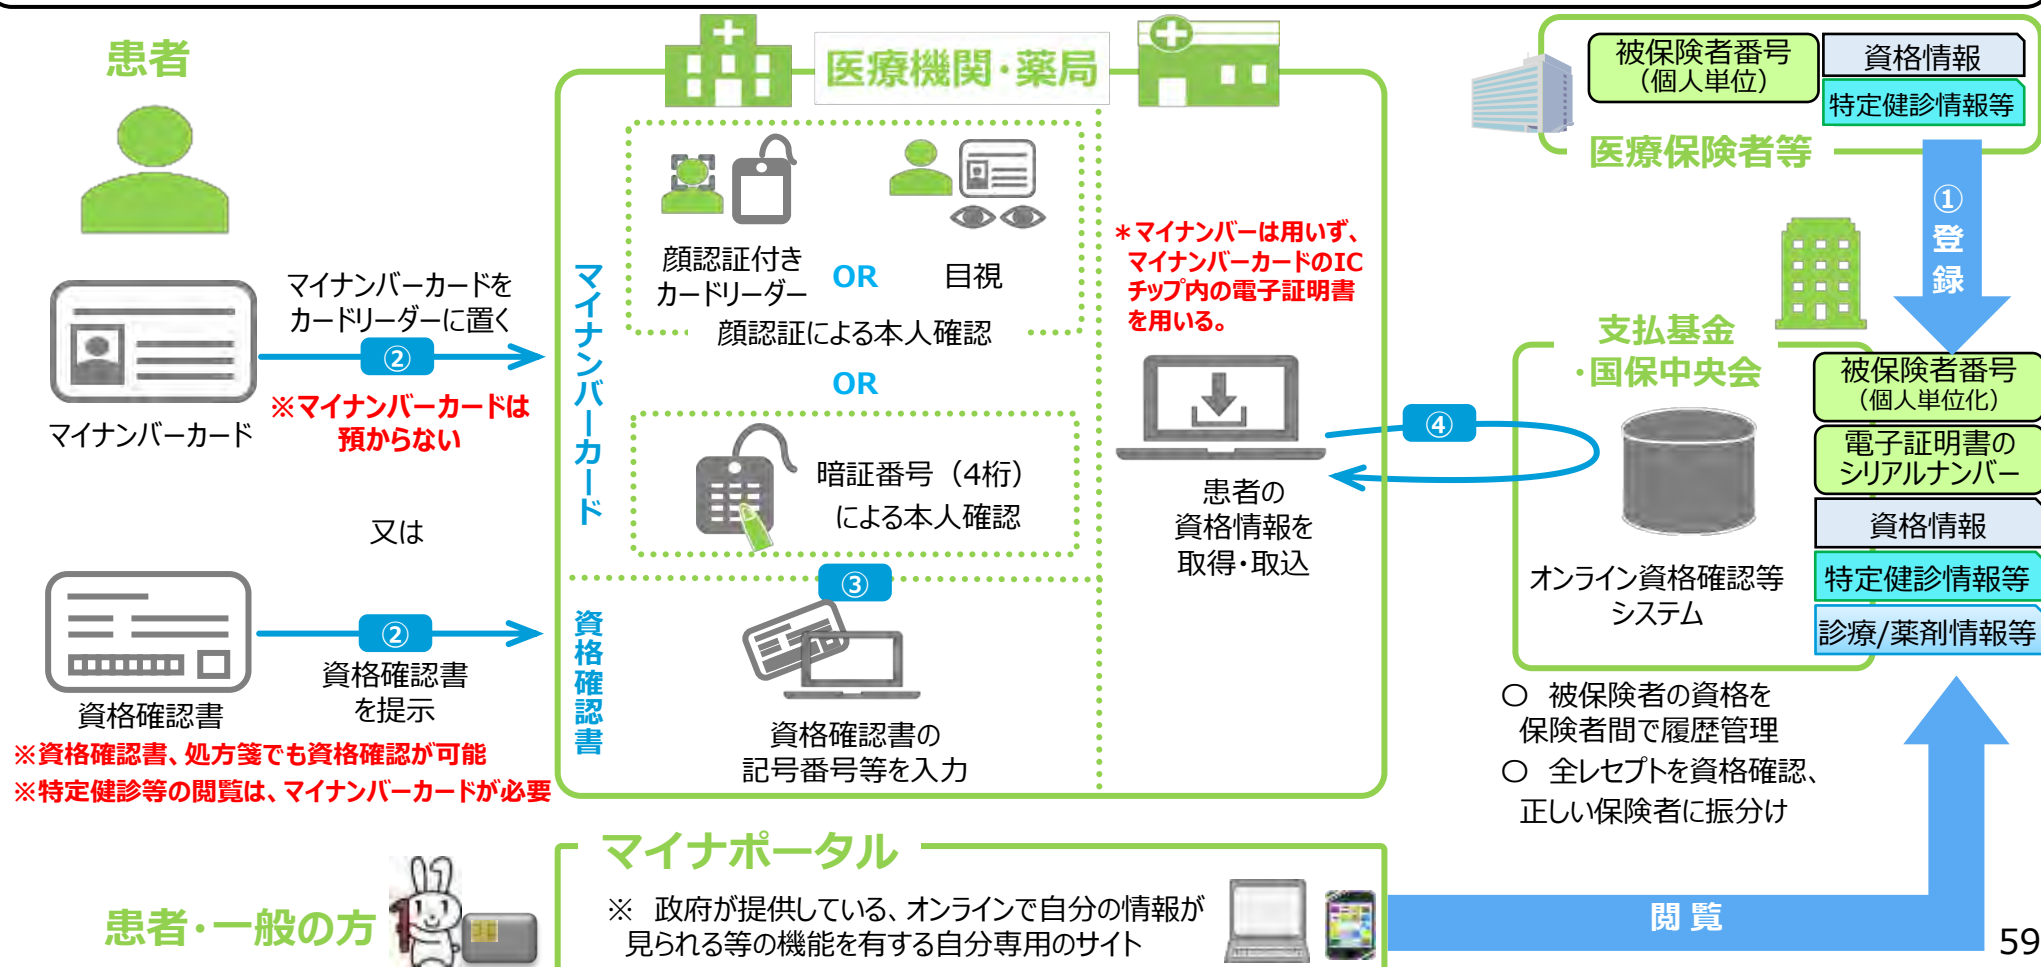 患者
マイナンバーカード
マイナンバーカードを
カードリーダーに置く
②
※マイナンバーカードは
預からない
又は
資格確認書
②
資格確認書
を提示
※資格確認書、処方箋でも資格確認が可能
※特定健診等の閲覧は、マイナンバーカードが必要
医療機関・薬局
マイナンバーカード
顔認証付き
カードリーダー
OR
目視
顔認証による本人確認
OR
暗証番号（4桁）
による本人確認
③
資格確認書
資格確認書の
記号番号等を入力
＊マイナンバーは用いず、
マイナンバーカードのIC
チップ内の電子証明書
を用いる。
患者の
資格情報を
取得・取込
④
被保険者番号
（個人単位）
資格情報
特定健診情報等
医療保険者等
①
登
録
支払基金
・国保中央会
オンライン資格確認等
システム
被保険者番号
（個人単位化）
電子証明書の
シリアルナンバー
資格情報
特定健診情報等
診療/薬剤情報等
〇 被保険者の資格を
保険者間で履歴管理
〇 全レセプトを資格確認、
正しい保険者に振分け
患者・一般の方
マイナポータル
※ 政府が提供している、オンラインで自分の情報が
見られる等の機能を有する自分専用のサイト
閲 覧
59